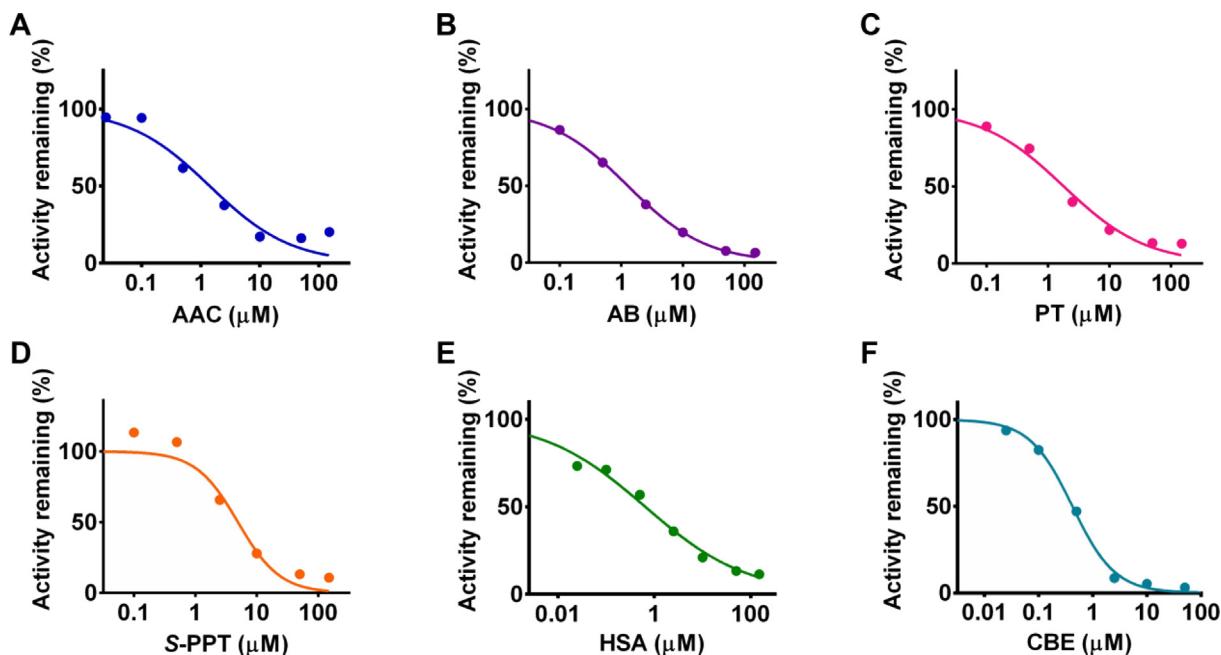 A
Activity remaining (%)
100
50
0
0.1 1 10 100
AAC (μM)
B
Activity remaining (%)
100
50
0
0.1 1 10 100
AB (μM)
C
Activity remaining (%)
100
50
0
0.1 1 10 100
PT (μM)
D
Activity remaining (%)
100
50
0
0.1 1 10 100
S-PPT (μM)
E
Activity remaining (%)
100
50
0
0.01 1 100
HSA (μM)
F
Activity remaining (%)
100
50
0
0.01 0.1 1 10
CBE (μM)